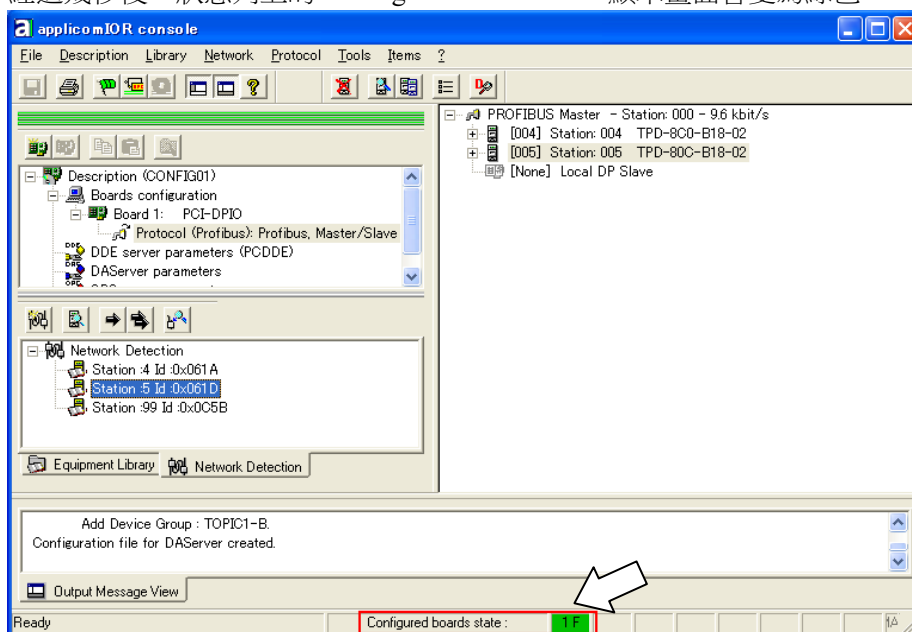 applicomIOR console
File Description Library Network Protocol Tools Items ?
Description (CONFIG01)
Boards configuration
Board 1: PCI-DPIO
Protocol (Profibus): Profibus, Master/Slave
DDE server parameters (PCDDE)
DAServer parameters
Network Detection
Station :4 Id :0x061A
Station :5 Id :0x061D
Station :99 Id :0x0C5B
Equipment Library
Network Detection
PROFIBUS Master - Station: 000 - 9.6 kbit/s
[004] Station: 004 TPD-8C0-B18-02
[005] Station: 005 TPD-80C-B18-02
[None] Local DP Slave
Add Device Group : TOPIC1-B.
Configuration file for DAServer created.
Output Message View
Ready
Configured boards state :
1 F